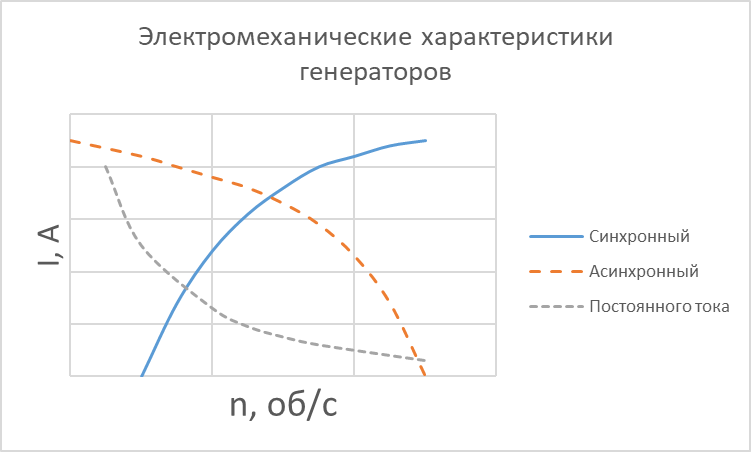 Электромеханические характеристики
генераторов
I, А
n, об/с
Синхронный
Асинхронный
Постоянного тока